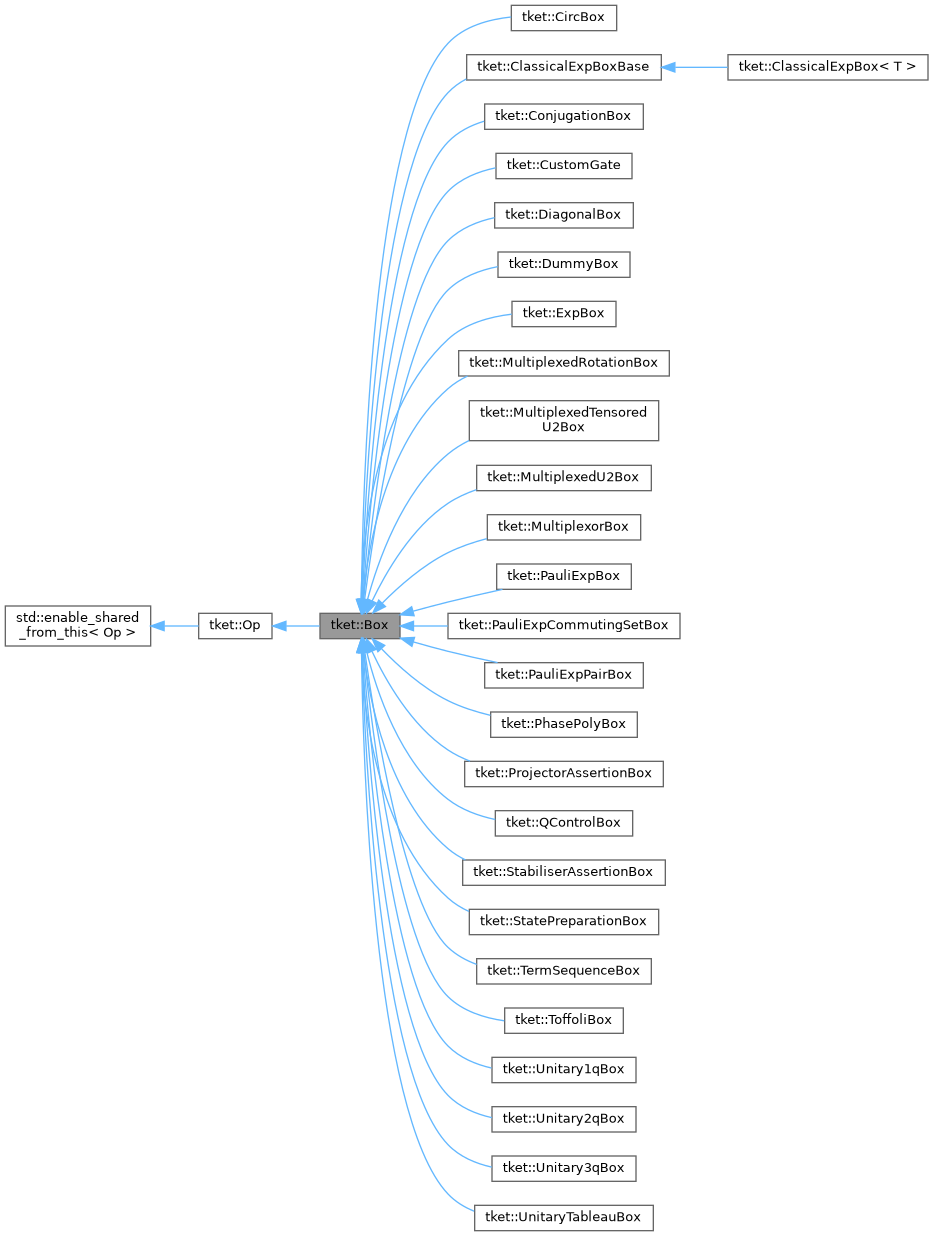 tket::CircBox
tket::ClassicalExpBoxBase
tket::ClassicalExpBox< T >
tket::ConjugationBox
tket::CustomGate
tket::DiagonalBox
tket::DummyBox
tket::ExpBox
tket::MultiplexedRotationBox
tket::MultiplexedTensored
U2Box
tket::MultiplexedU2Box
tket::MultiplexorBox
tket::PauliExpBox
std::enable_shared
_from_this< Op >
tket::Op
tket::Box
tket::PauliExpCommutingSetBox
tket::PauliExpPairBox
tket::PhasePolyBox
tket::ProjectorAssertionBox
tket::QControlBox
tket::StabiliserAssertionBox
tket::StatePreparationBox
tket::TermSequenceBox
tket::ToffoliBox
tket::Unitary1qBox
tket::Unitary2qBox
tket::Unitary3qBox
tket::UnitaryTableauBox